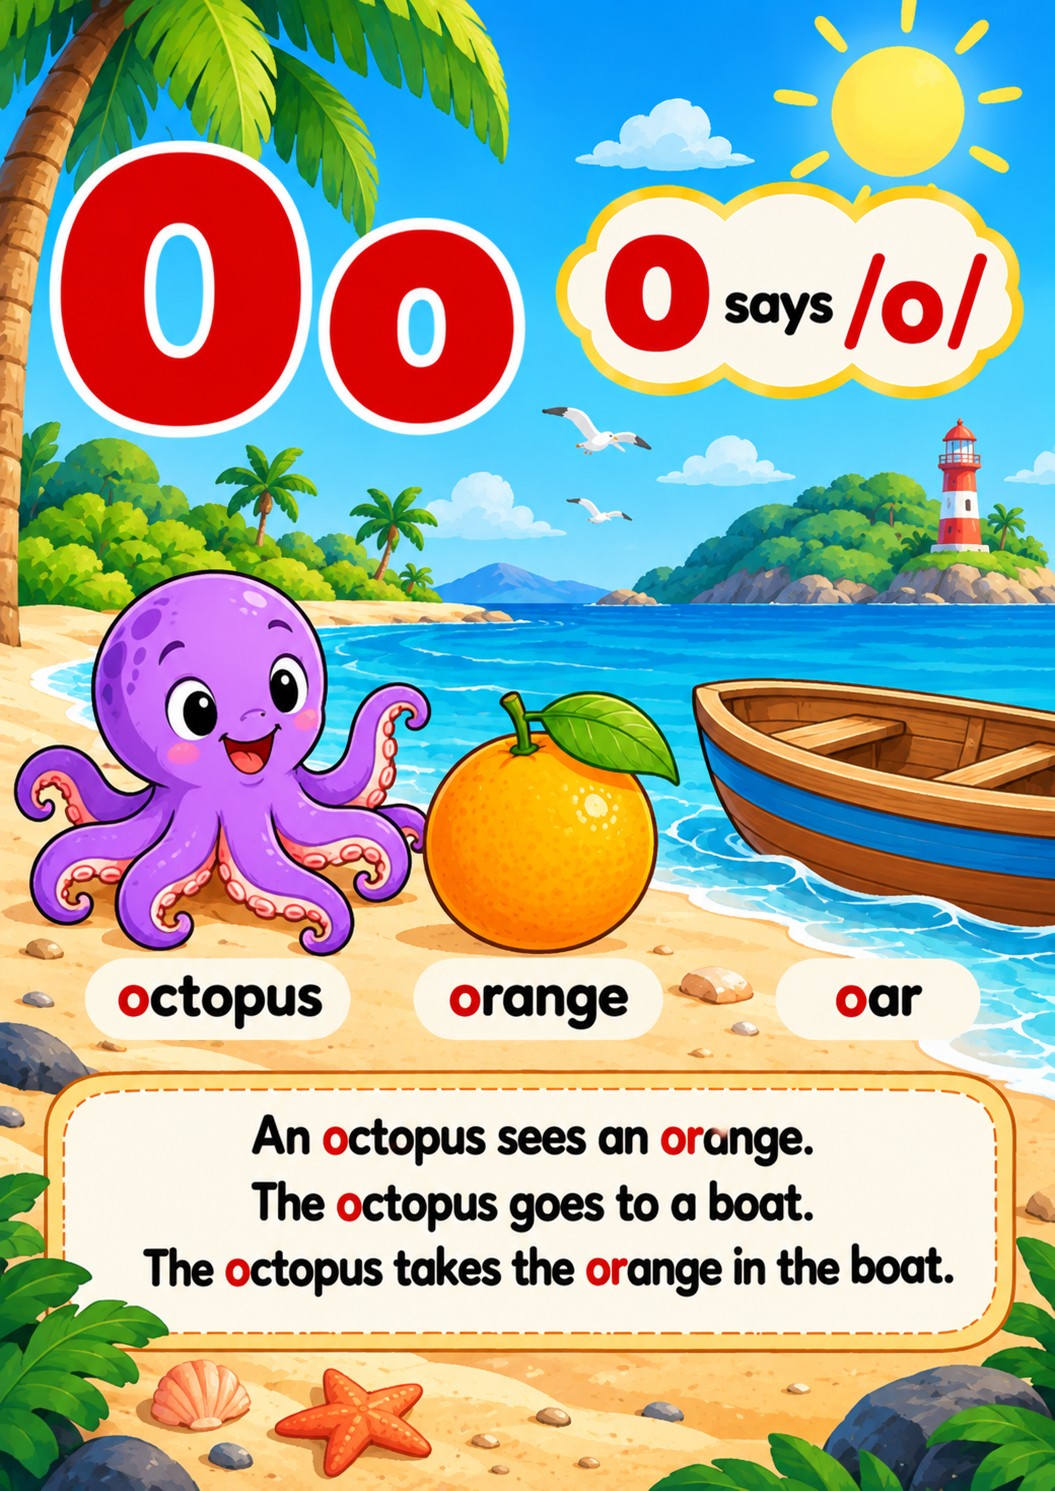 Oo
O says /o/
octopus
orange
oar
An octopus sees an orange.
The octopus goes to a boat.
The octopus takes the orange in the boat.